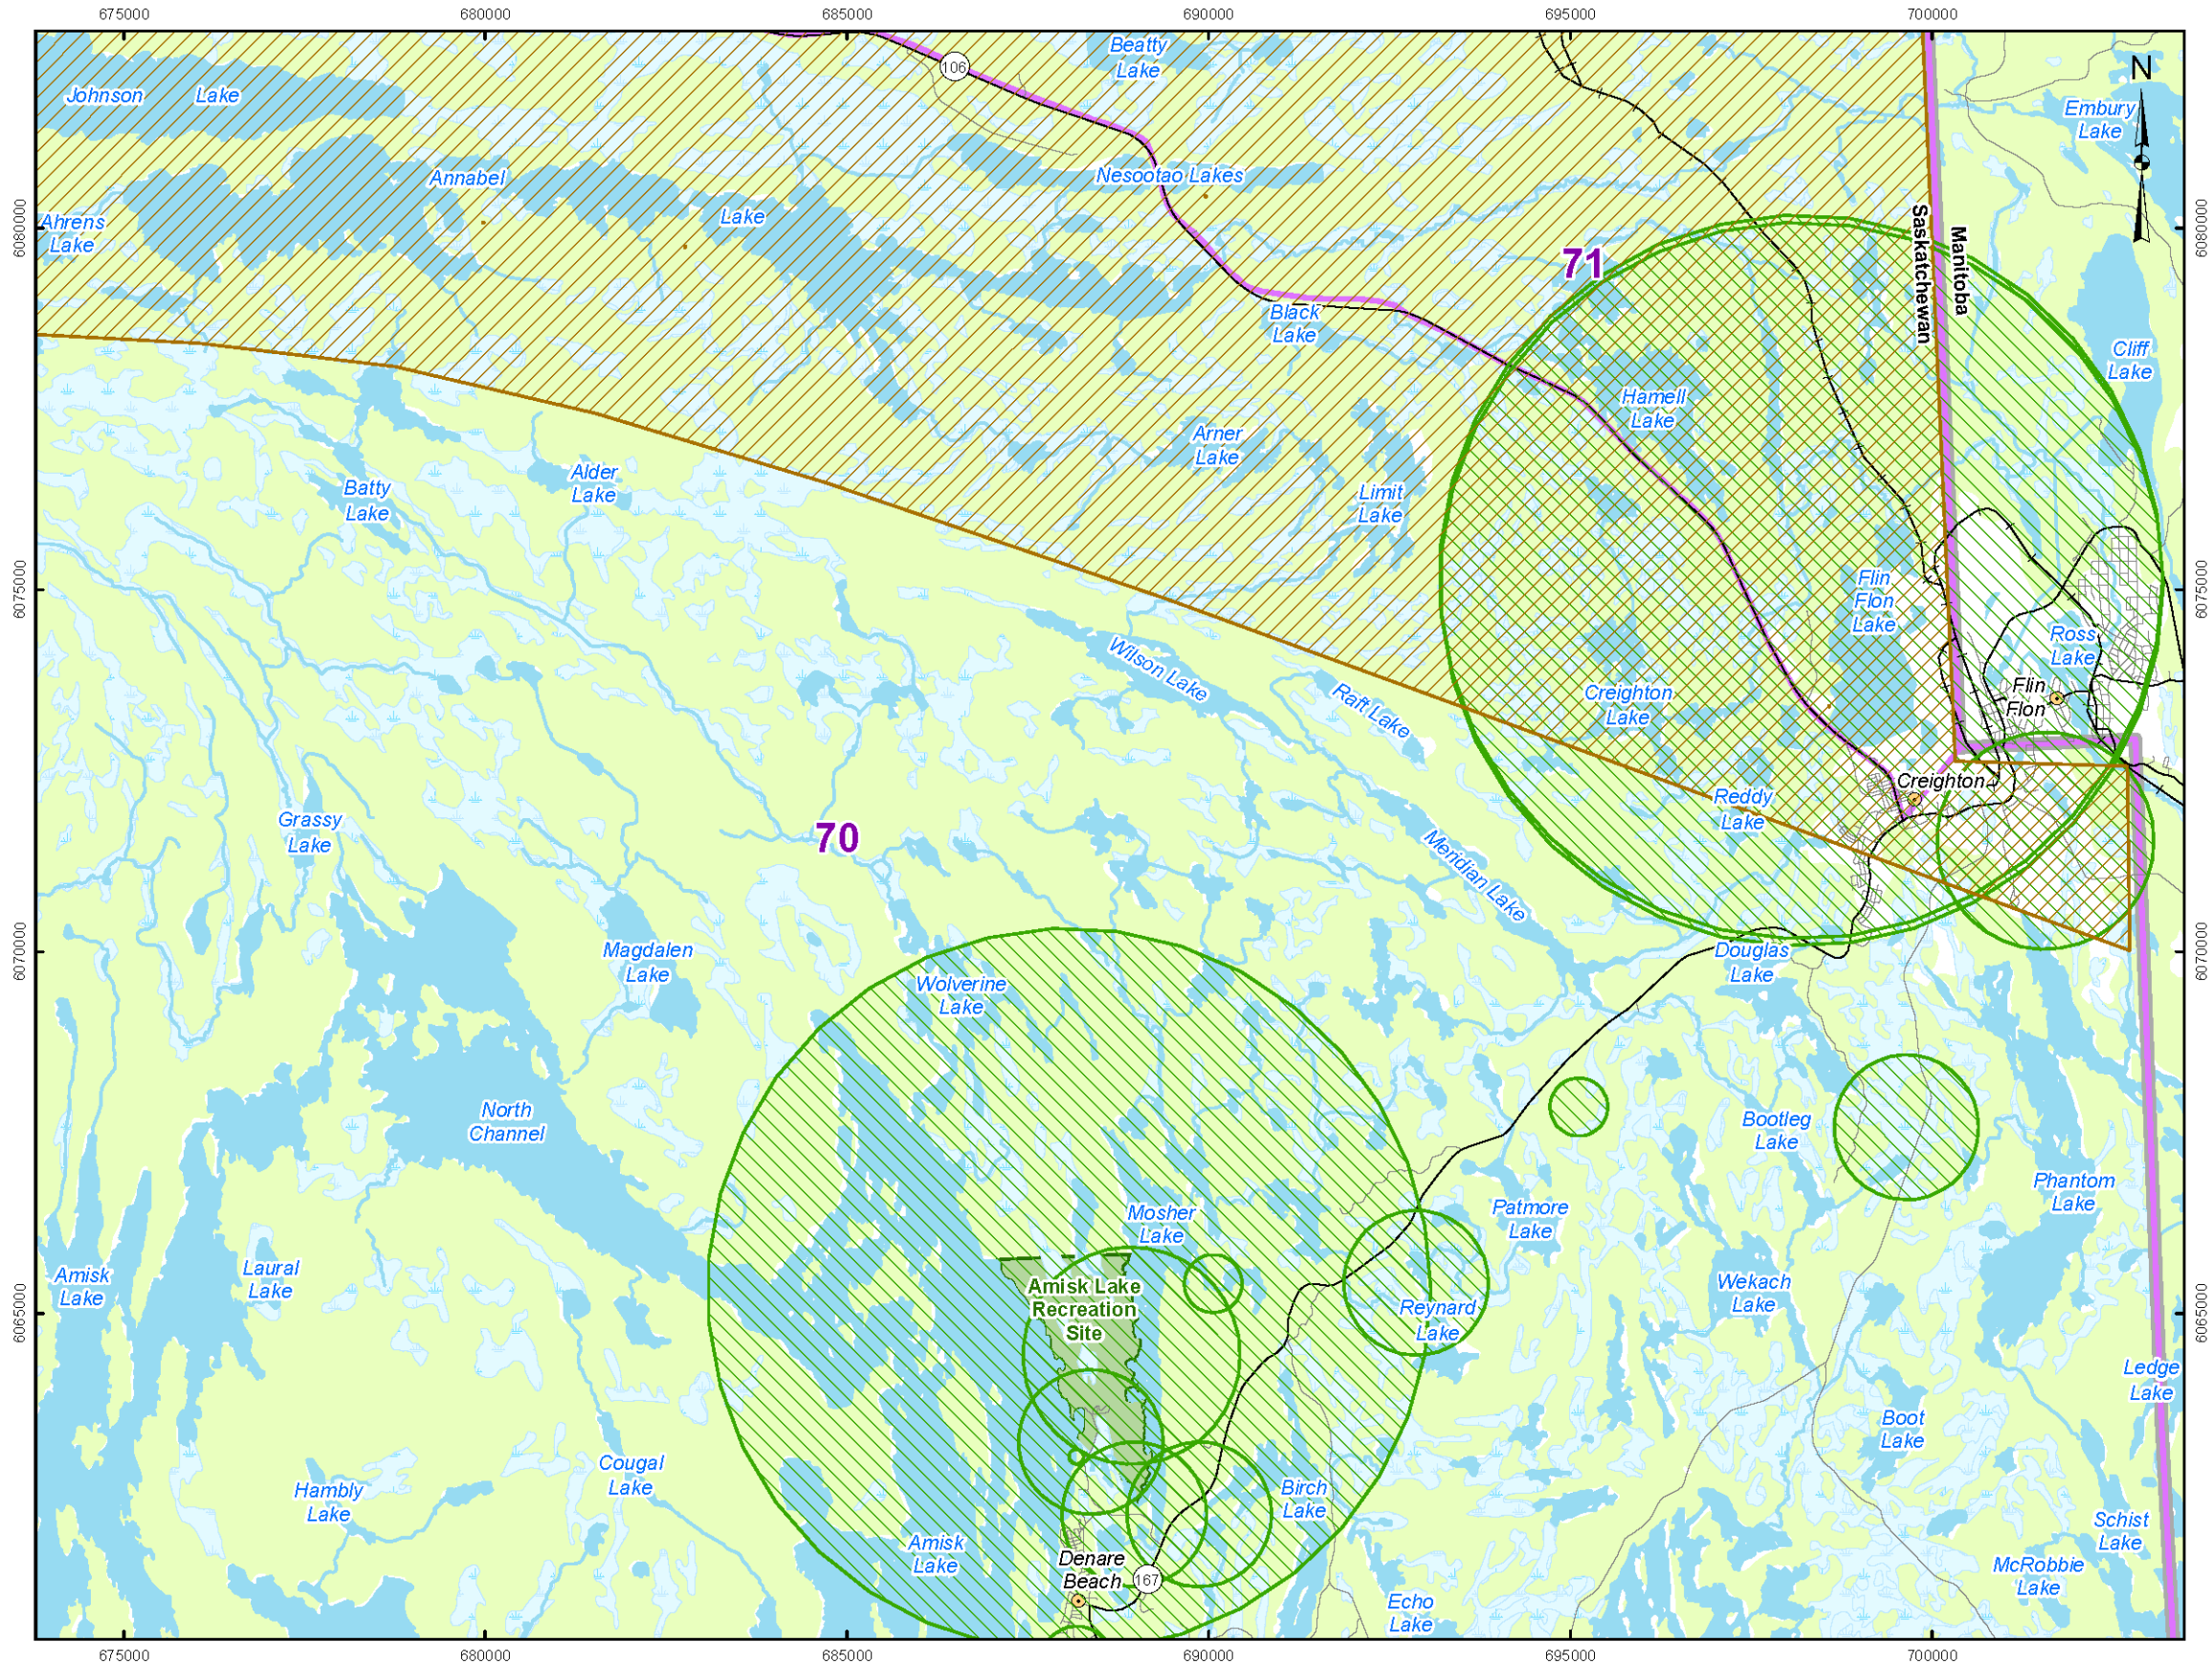 675000
680000
685000
690000
695000
700000
Beatty
Lake
106
N
Johnson Lake
Embury
Lake
Annabel
Lake
Nesootao Lakes
Ahrens
Lake
6080000
6080000
Saskatchewan
Manitoba
71
Black
Lake
Cliff
Lake
Hamell
Lake
Arner
Lake
Alder
Lake
Batty
Lake
Limit
Lake
6075000
6075000
Flin
Flon
Lake
Ross
Lake
Wilson Lake
Raft Lake
Creighton
Lake
Flin
Flon
Creighton
Reddy
Lake
Grassy
Lake
70
Meridian Lake
6070000
6070000
Magdalen
Lake
Douglas
Lake
Wolverine
Lake
North
Channel
Bootleg
Lake
Phantom
Lake
Mosher
Lake
Patmore
Lake
Amisk
Lake
Laural
Lake
Amisk Lake
Recreation
Site
Wekach
Lake
Reynard
Lake
6065000
6065000
Ledge
Lake
Boot
Lake
Cougal
Lake
Hambly
Lake
Birch
Lake
Schist
Lake
Amisk
Lake
Denare
Beach
167
McRobbie
Lake
Echo
Lake
675000
680000
685000
690000
695000
700000